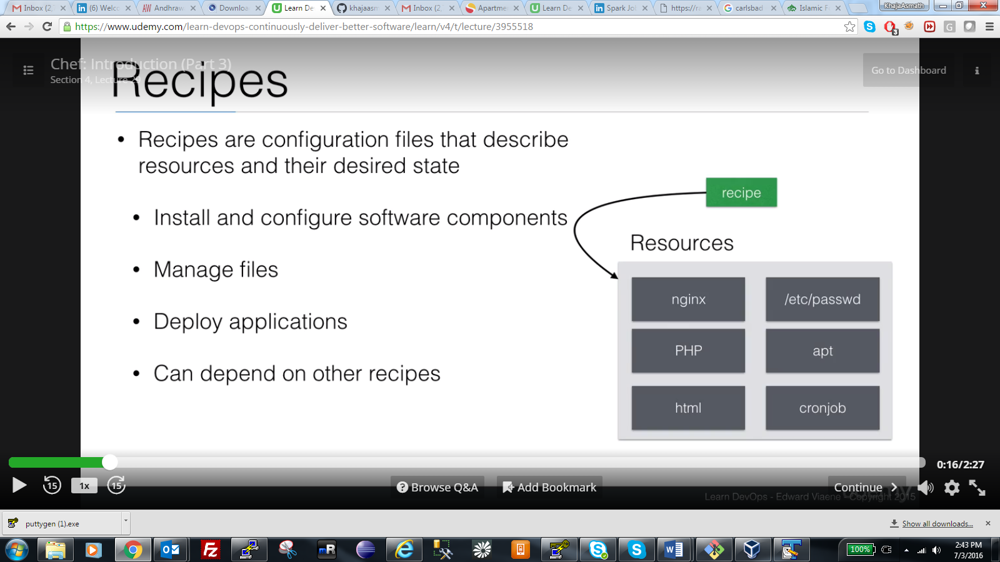 Inbox (2,
(6) Welco
Andhraw
Downloa
Learn De
khajaasm
Inbox (2,
Apartme
Learn De
Spark Jo
https://ra
carlsbad
Islamic F
KhajaAsmath
https://www.udemy.com/learn-devops-continuously-deliver-better-software/learn/v4/t/lecture/3955518
3
Chef: Introduction (Part 3)
Section 4, Lecture 29
Go to Dashboard
Recipes
• Recipes are configuration files that describe
resources and their desired state
• Install and configure software components
• Manage files
• Deploy applications
• Can depend on other recipes
recipe
Resources
nginx
/etc/passwd
PHP
apt
html
cronjob
0:16/2:27
15
1x
15
Browse Q&A
Add Bookmark
Continue
Learn DevOps - Edward Viaene - Copyright 2015
udemy
puttygen (1).exe
Show all downloads...
100%
2:43 PM
7/3/2016